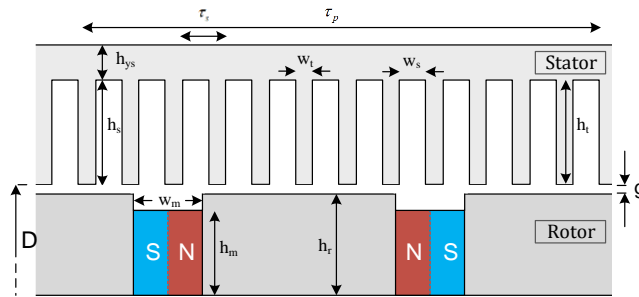 τₛ τₚ
hys wt ws Stator
hs ht
g
wm
D S N hm hr N S Rotor